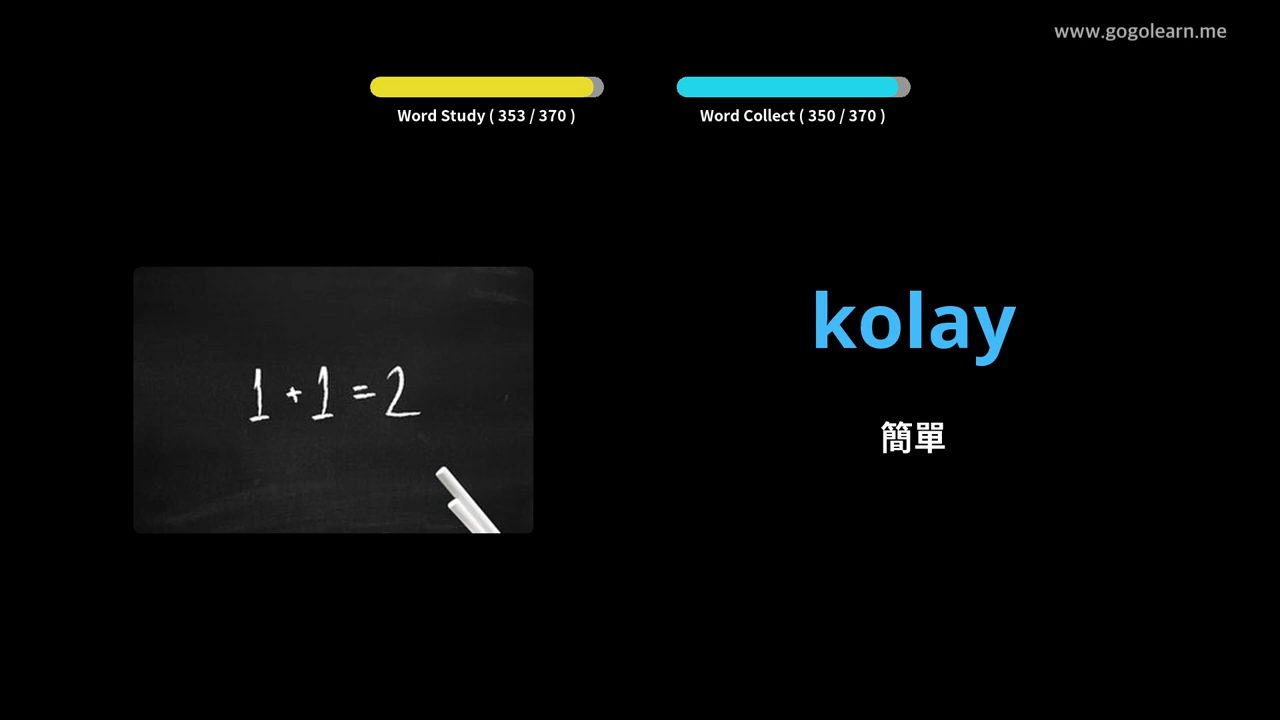 www.gogolearn.me
Word Study ( 353 / 370 )
Word Collect ( 350 / 370 )
1 + 1 = 2
kolay
簡單